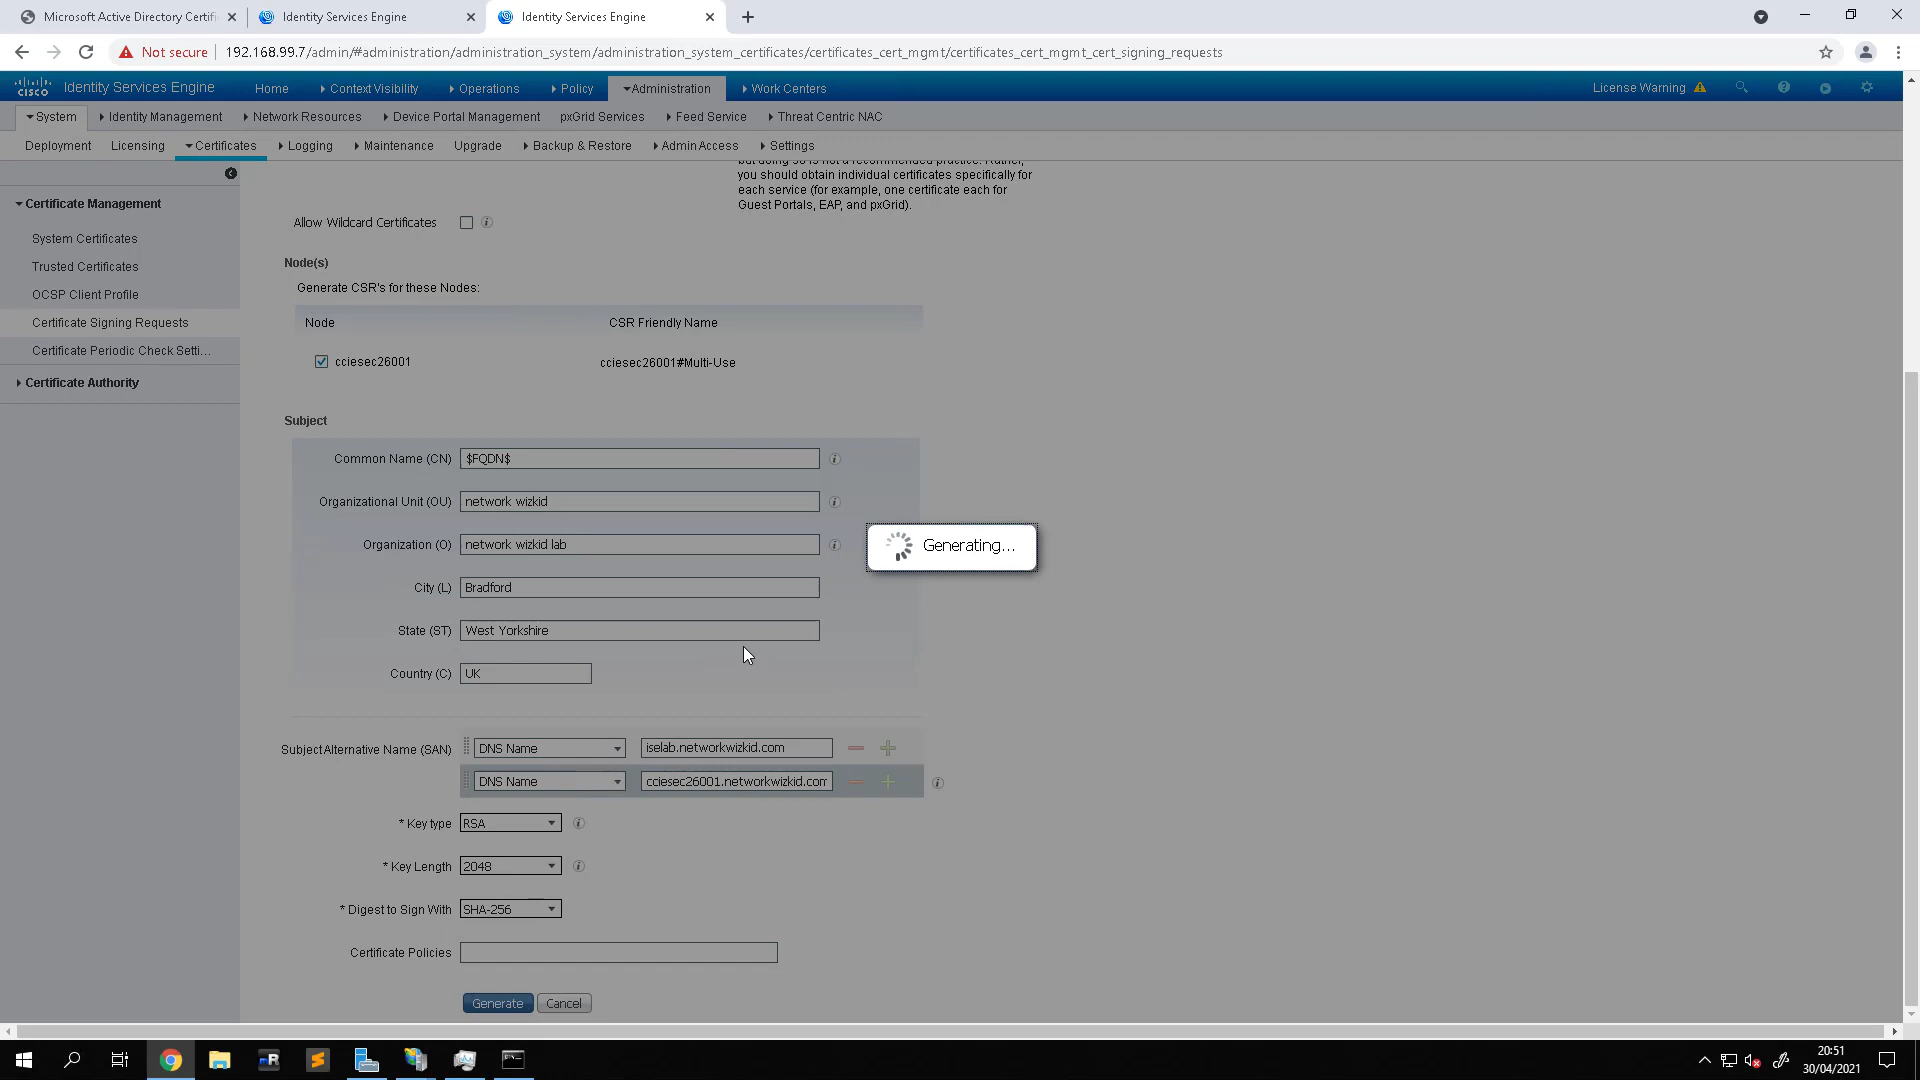 Microsoft Active Directory Certifi
Identity Services Engine
Identity Services Engine
Not secure
192.168.99.7/admin/#administration/administration_system/administration_system_certificates/certificates_cert_mgmt/certificates_cert_mgmt_cert_signing_requests
cisco
Identity Services Engine
Home
Context Visibility
Operations
Policy
Administration
Work Centers
License Warning
System
Identity Management
Network Resources
Device Portal Management
pxGrid Services
Feed Service
Threat Centric NAC
Deployment
Licensing
Certificates
Logging
Maintenance
Upgrade
Backup & Restore
Admin Access
Settings
Certificate Management
System Certificates
Trusted Certificates
OCSP Client Profile
Certificate Signing Requests
Certificate Periodic Check Setti...
Certificate Authority
but doing so is not a recommended practice. Rather,
you should obtain individual certificates specifically for
each service (for example, one certificate each for
Guest Portals, EAP, and pxGrid).
Allow Wildcard Certificates
Node(s)
Generate CSR's for these Nodes:
Node
CSR Friendly Name
cciesec26001
cciesec26001#Multi-Use
Subject
Common Name (CN)
$FQDN$
Organizational Unit (OU)
network wizkid
Organization (O)
network wizkid lab
City (L)
Bradford
State (ST)
West Yorkshire
Country (C)
UK
Generating...
Subject Alternative Name (SAN)
DNS Name
iselab.networkwizkid.com
DNS Name
cciesec26001.networkwizkid.com
* Key type
RSA
* Key Length
2048
* Digest to Sign With
SHA-256
Certificate Policies
Generate
Cancel
20:51
30/04/2021